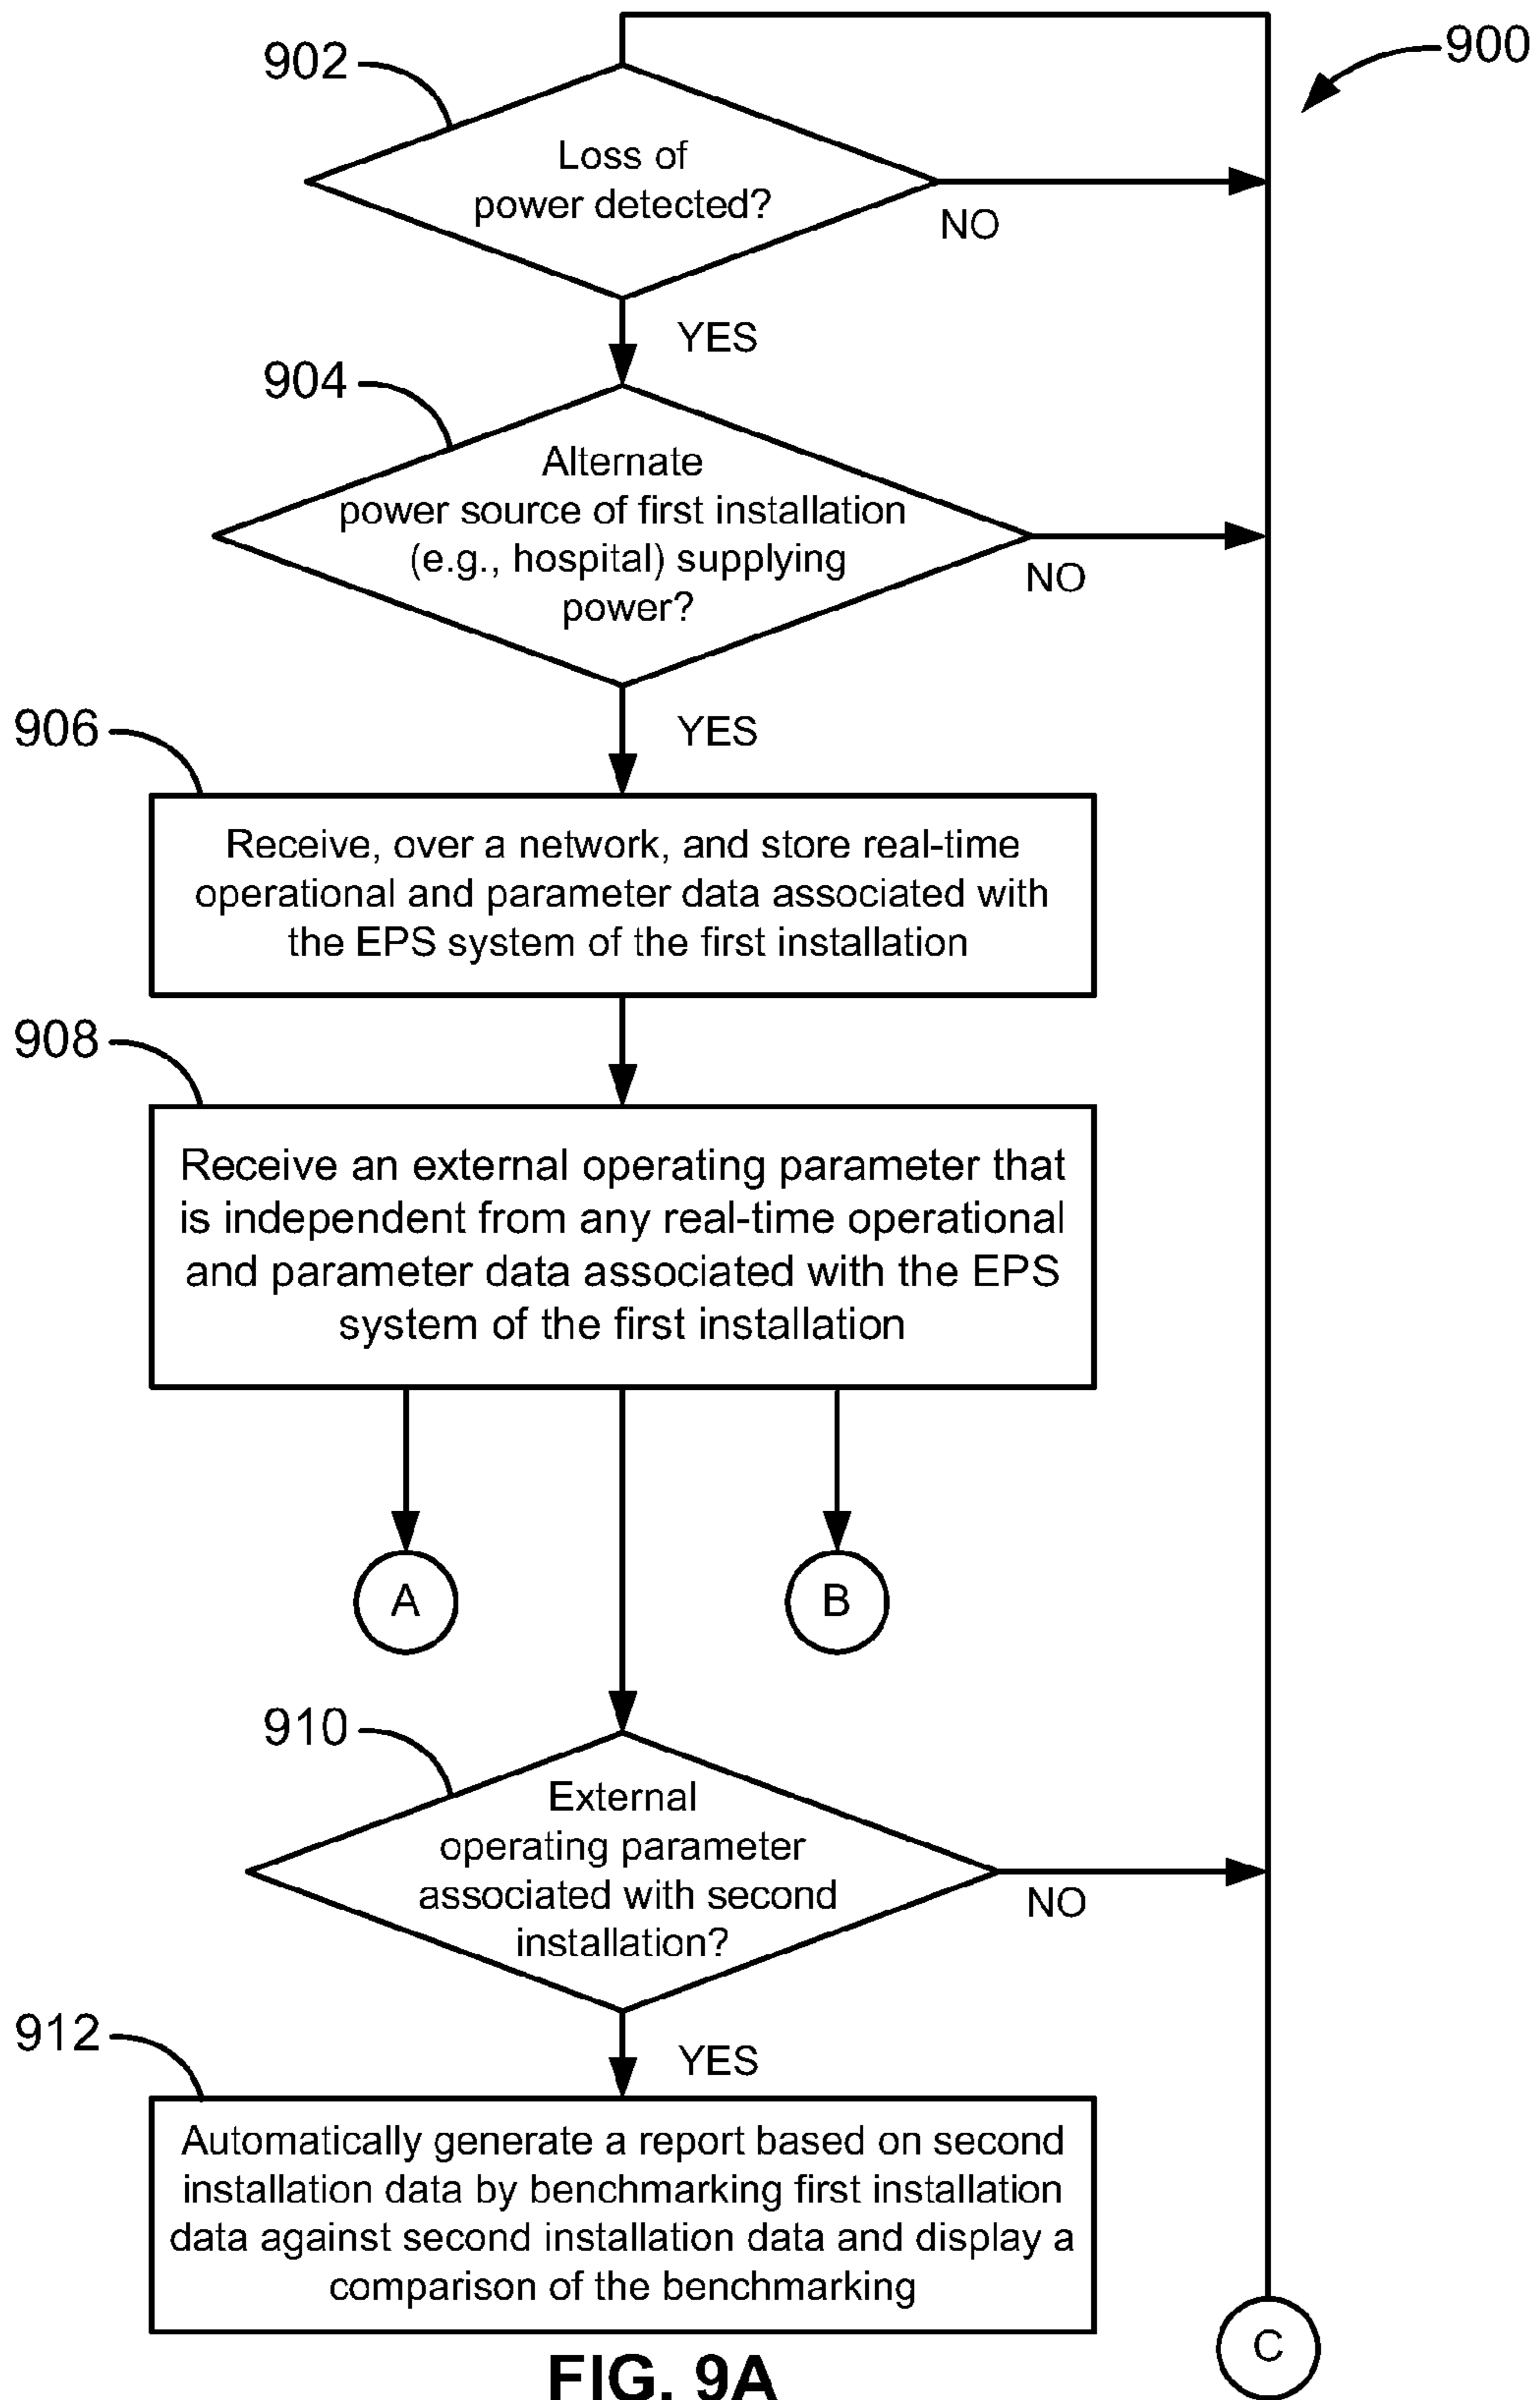 900
902
Loss of
power detected?
NO
YES
904
Alternate
power source of first installation
(e.g., hospital) supplying
power?
NO
YES
906
Receive, over a network, and store real-time
operational and parameter data associated with
the EPS system of the first installation
908
Receive an external operating parameter that
is independent from any real-time operational
and parameter data associated with the EPS
system of the first installation
A
B
910
External
operating parameter
associated with second
installation?
NO
YES
912
Automatically generate a report based on second
installation data by benchmarking first installation
data against second installation data and display a
comparison of the benchmarking
C
FIG. 9A